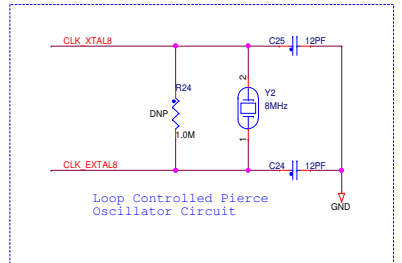 CLK_XTAL8
C25 12PF
R24
2
Y2
DNP
8MHz
1.0M
1
CLK_EXTAL8
C24 12PF
Loop Controlled Pierce
Oscillator Circuit
GND